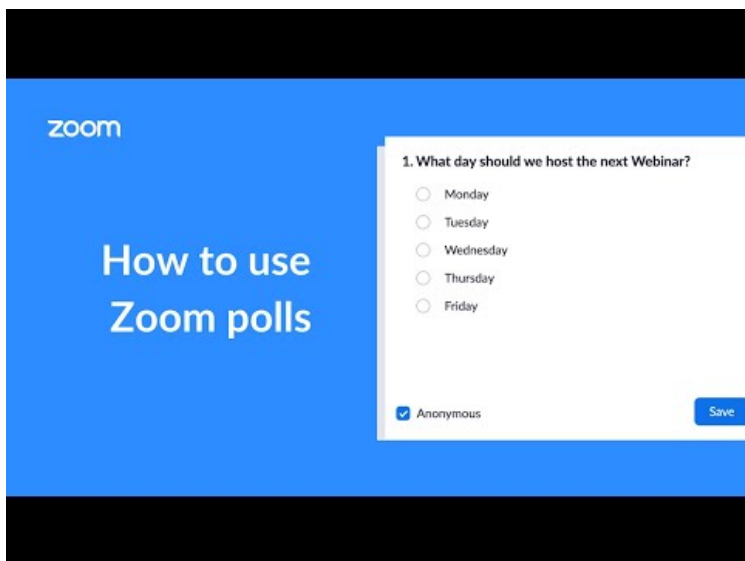 zoom
How to use
Zoom polls
1. What day should we host the next Webinar?
Monday
Tuesday
Wednesday
Thursday
Friday
Anonymous
Save